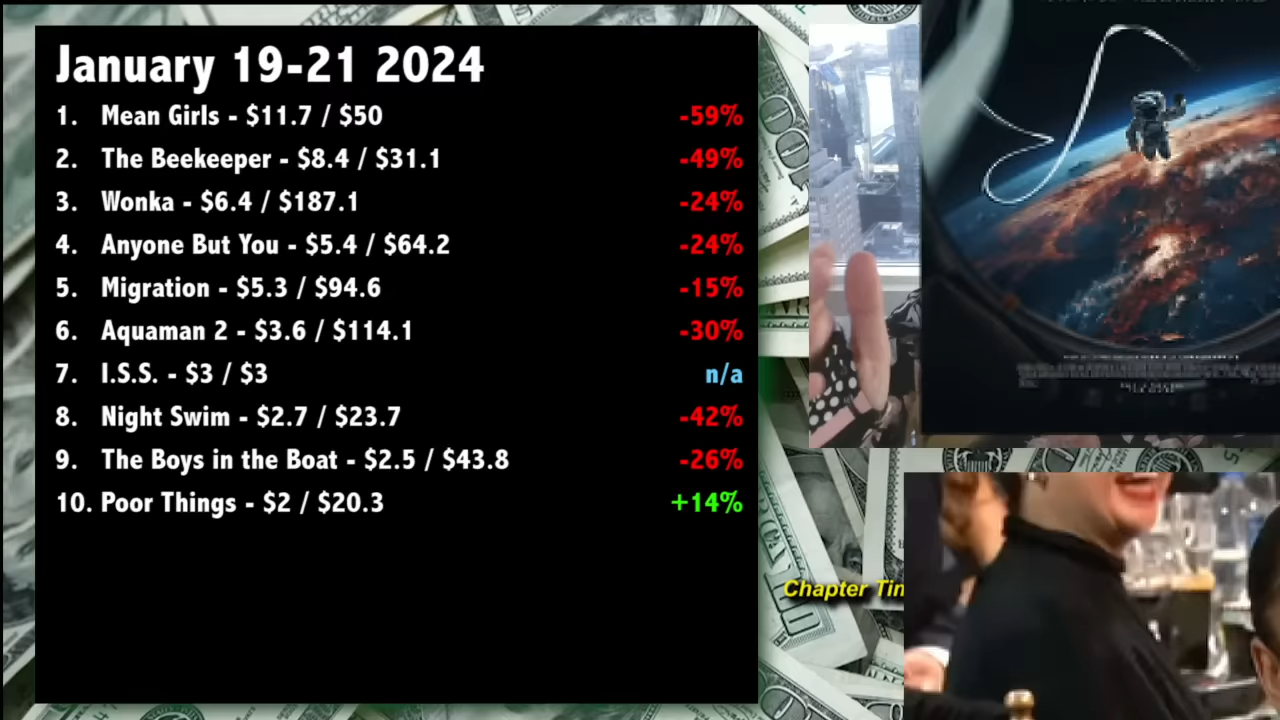 January 19-21 2024
1. Mean Girls - $11.7 / $50 -59%
2. The Beekeeper - $8.4 / $31.1 -49%
3. Wonka - $6.4 / $187.1 -24%
4. Anyone But You - $5.4 / $64.2 -24%
5. Migration - $5.3 / $94.6 -15%
6. Aquaman 2 - $3.6 / $114.1 -30%
7. I.S.S. - $3 / $3 n/a
8. Night Swim - $2.7 / $23.7 -42%
9. The Boys in the Boat - $2.5 / $43.8 -26%
10. Poor Things - $2 / $20.3 +14%
Chapter Tin